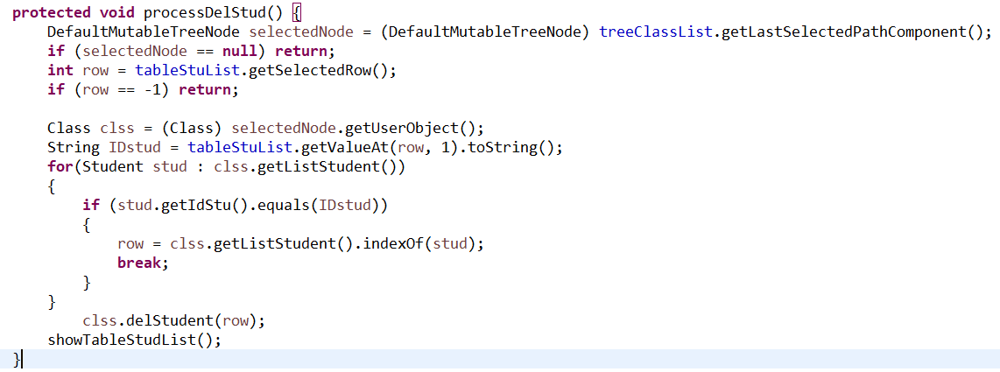 protected void processDelStud() {
    DefaultMutableTreeNode selectedNode = (DefaultMutableTreeNode) treeClassList.getLastSelectedPathComponent();
    if (selectedNode == null) return;
    int row = tableStuList.getSelectedRow();
    if (row == -1) return;

    Class clss = (Class) selectedNode.getUserObject();
    String IDstud = tableStuList.getValueAt(row, 1).toString();
    for(Student stud : clss.getListStudent())
    {
        if (stud.getIdStu().equals(IDstud))
        {
            row = clss.getListStudent().indexOf(stud);
            break;
        }
    }
        clss.delStudent(row);
    showTableStudList();
}